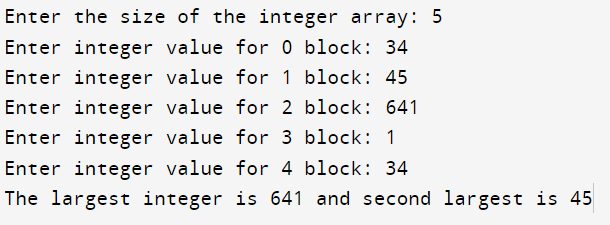 Enter the size of the integer array: 5
Enter integer value for 0 block: 34
Enter integer value for 1 block: 45
Enter integer value for 2 block: 641
Enter integer value for 3 block: 1
Enter integer value for 4 block: 34
The largest integer is 641 and second largest is 45